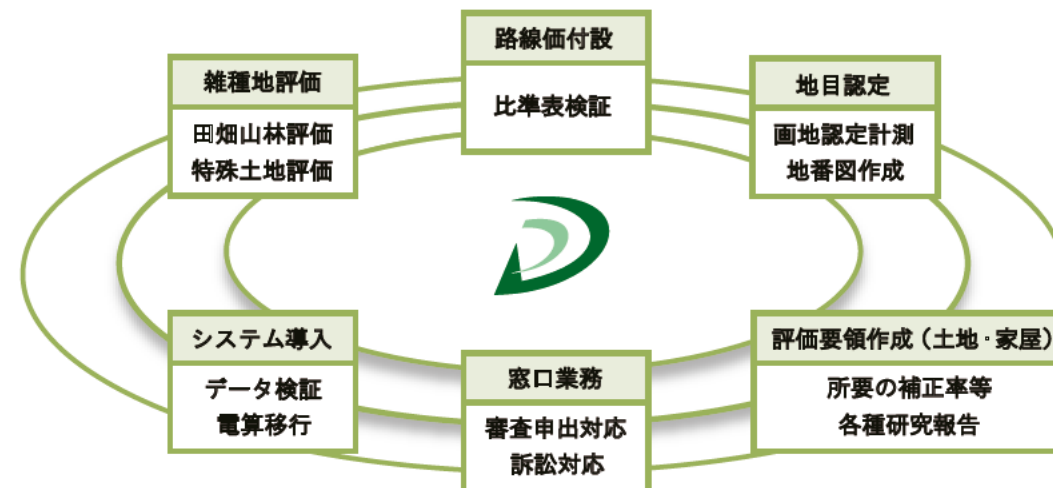 路線価付設
比準表検証
雑種地評価
田畑山林評価
特殊土地評価
地目認定
画地認定計測
地番図作成
システム導入
データ検証
電算移行
窓口業務
審査申出対応
訴訟対応
評価要領作成（土地・家屋）
所要の補正率等
各種研究報告